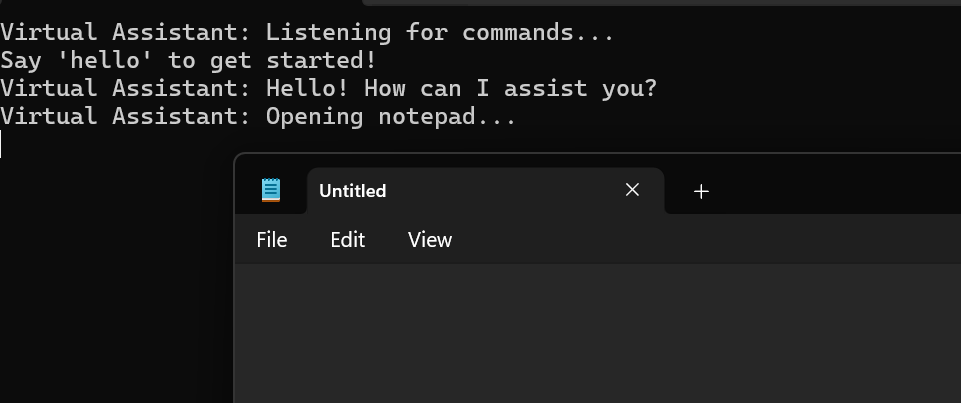 Virtual Assistant: Listening for commands...
Say 'hello' to get started!
Virtual Assistant: Hello! How can I assist you?
Virtual Assistant: Opening notepad...
Untitled
File Edit View